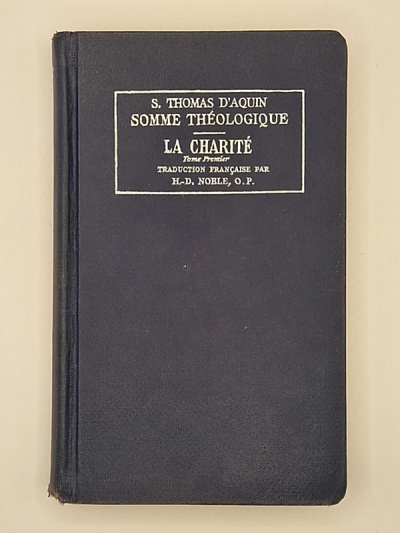 S. THOMAS D'AQUIN
SOMME THÉOLOGIQUE
LA CHARITÉ
Tome Premier
TRADUCTION FRANÇAISE PAR
H.-D. NOBLE, O. P.